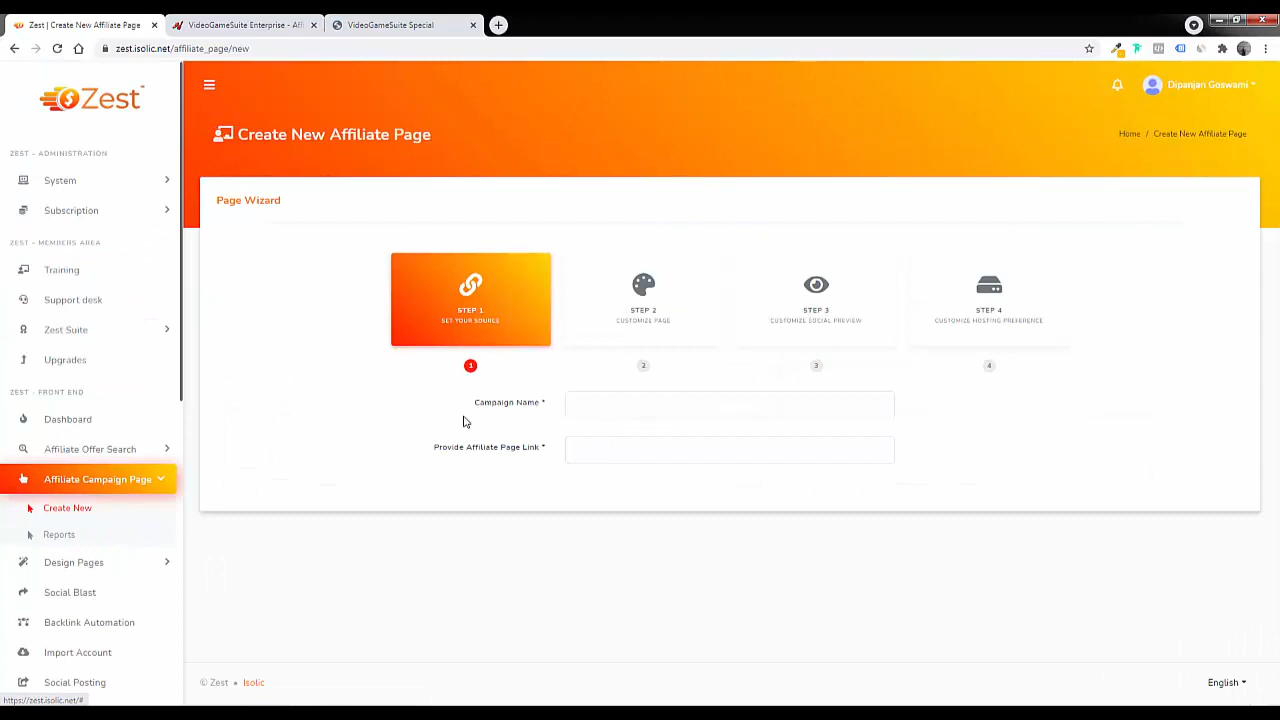 Zest | Create New Affiliate Page
VideoGameSuite Enterprise - Affi
VideoGameSuite Special
zest.isolic.net/affiliate_page/new
Zest
Dipanjan Goswami
Create New Affiliate Page
Home / Create New Affiliate Page
ZEST - ADMINISTRATION
System
Subscription
ZEST - MEMBERS AREA
Training
Support desk
Zest Suite
Upgrades
ZEST - FRONT END
Dashboard
Affiliate Offer Search
Affiliate Campaign Page
Create New
Reports
Design Pages
Social Blast
Backlink Automation
Import Account
Social Posting
https://zest.isolic.net/#
Page Wizard
STEP 1
SET YOUR SOURCE
STEP 2
CUSTOMIZE PAGE
STEP 3
CUSTOMIZE SOCIAL PREVIEW
STEP 4
CUSTOMIZE HOSTING PREFERENCE
1
2
3
4
Campaign Name *
Provide Affiliate Page Link *
© Zest • Isolic
English